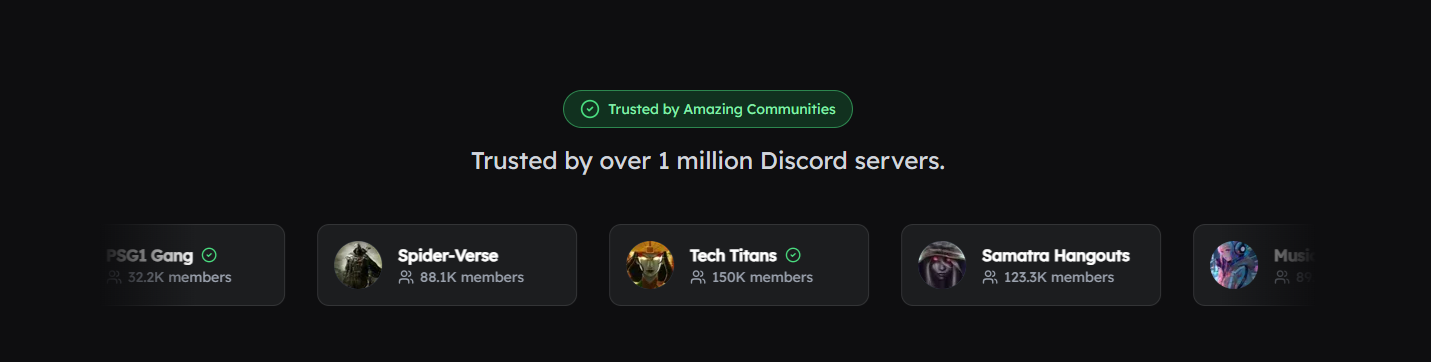 Trusted by Amazing Communities
Trusted by over 1 million Discord servers.
PSG1 Gang
32.2K members
Spider-Verse
88.1K members
Tech Titans
150K members
Samatra Hangouts
123.3K members